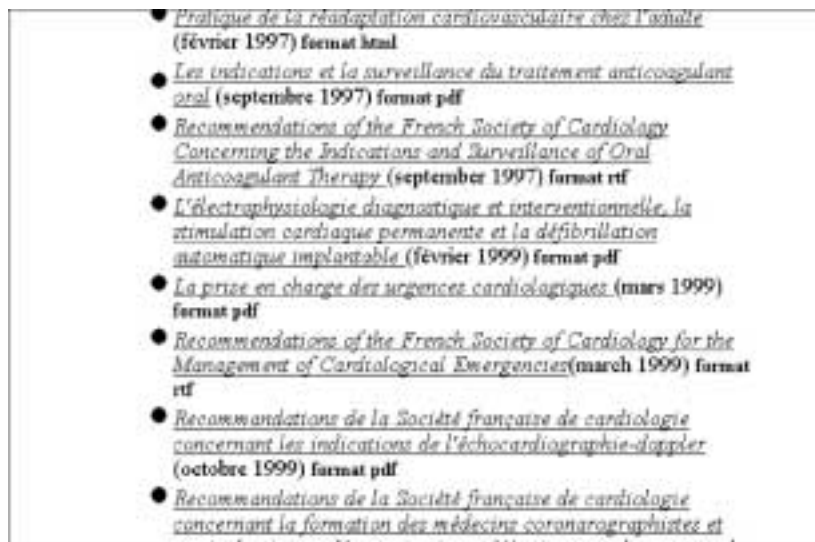 Pratique de la réadaptation cardiovasculaire chez l'adulte
(février 1997) format html
Les indications et la surveillance du traitement anticoagulant
oral (septembre 1997) format pdf
Recommendations of the French Society of Cardiology
Concerning the Indications and Surveillance of Oral
Anticoagulant Therapy (september 1997) format rtf
L'électrophysiologie diagnostique et interventionnelle, la
stimulation cardiaque permanente et la défibrillation
automatique implantable (février 1999) format pdf
La prise en charge des urgences cardiologiques (mars 1999)
format pdf
Recommendations of the French Society of Cardiology for the
Management of Cardiological Emergencies(march 1999) format
rtf
Recommandations de la Société française de cardiologie
concernant les indications de l'échocardiographie-doppler
(octobre 1999) format pdf
Recommandations de la Société française de cardiologie
concernant la formation des médecins coronarographistes et